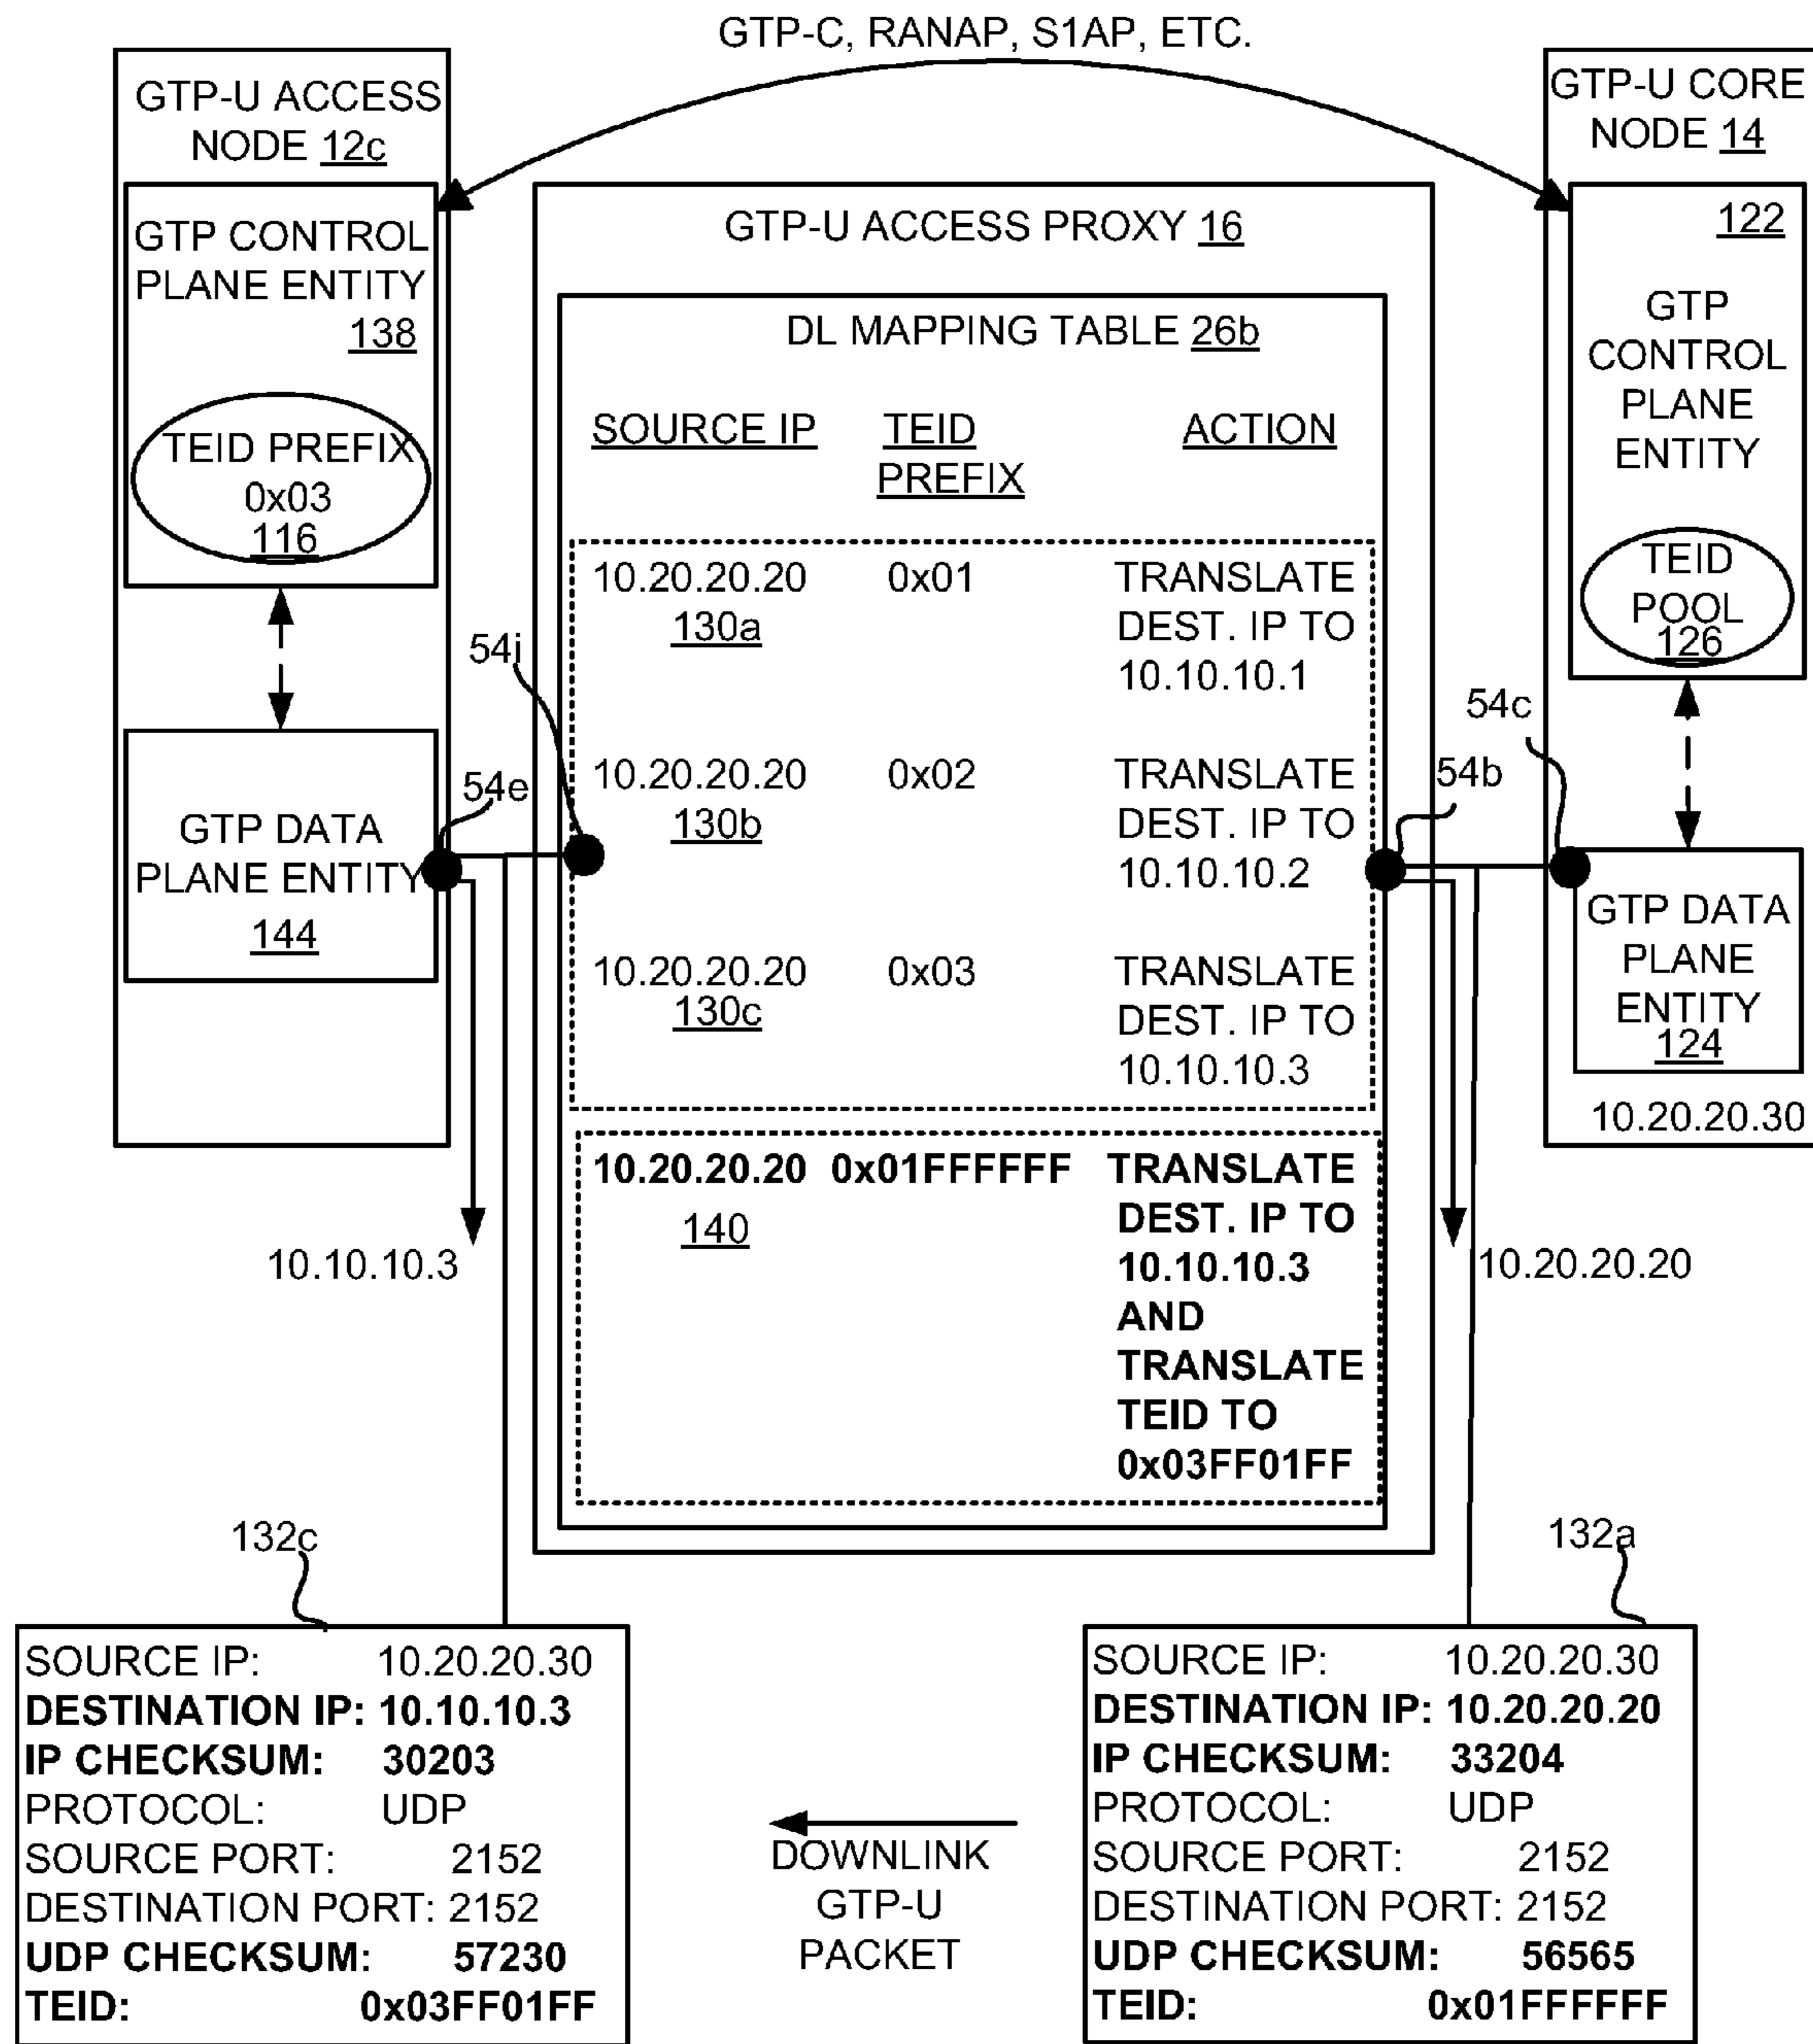 GTP-C, RANAP, S1AP, ETC.
GTP-U ACCESS
NODE 12c
GTP CONTROL
PLANE ENTITY
138
TEID PREFIX
0x03
116
GTP DATA
PLANE ENTITY
144
54e
54i
10.10.10.3
GTP-U ACCESS PROXY 16
DL MAPPING TABLE 26b
SOURCE IP TEID PREFIX ACTION
10.20.20.20 0x01 TRANSLATE
130a DEST. IP TO
10.10.10.1
10.20.20.20 0x02 TRANSLATE
130b DEST. IP TO
10.10.10.2
10.20.20.20 0x03 TRANSLATE
130c DEST. IP TO
10.10.10.3
10.20.20.20 0x01FFFFFF TRANSLATE
140 DEST. IP TO
10.10.10.3
AND
TRANSLATE
TEID TO
0x03FF01FF
GTP-U CORE
NODE 14
122
GTP
CONTROL
PLANE
ENTITY
TEID
POOL
126
54c
54b
GTP DATA
PLANE
ENTITY
124
10.20.20.30
10.20.20.20
132c
SOURCE IP: 10.20.20.30
DESTINATION IP: 10.10.10.3
IP CHECKSUM: 30203
PROTOCOL: UDP
SOURCE PORT: 2152
DESTINATION PORT: 2152
UDP CHECKSUM: 57230
TEID: 0x03FF01FF
DOWNLINK
GTP-U
PACKET
132a
SOURCE IP: 10.20.20.30
DESTINATION IP: 10.20.20.20
IP CHECKSUM: 33204
PROTOCOL: UDP
SOURCE PORT: 2152
DESTINATION PORT: 2152
UDP CHECKSUM: 56565
TEID: 0x01FFFFFF